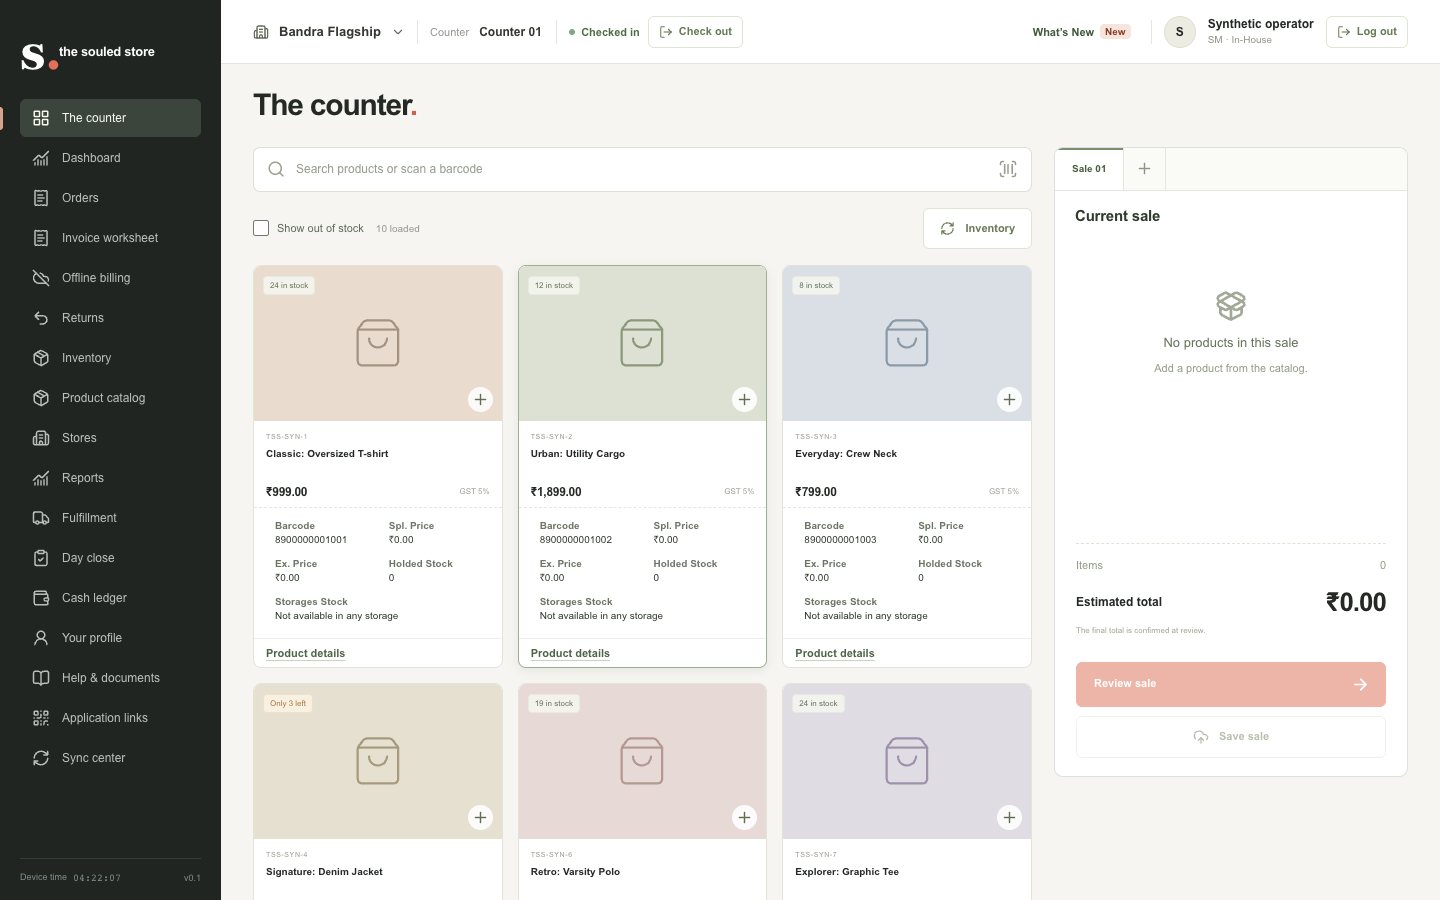 S.
the souled store
The counter
Dashboard
Orders
Invoice worksheet
Offline billing
Returns
Inventory
Product catalog
Stores
Reports
Fulfillment
Day close
Cash ledger
Your profile
Help & documents
Application links
Sync center
Device time 04:22:07 v0.1
Bandra Flagship
Counter Counter 01
Checked in
Check out
What's New New
S
Synthetic operator
SM · In-House
Log out
The counter.
Search products or scan a barcode
Show out of stock 10 loaded
Inventory
24 in stock
TSS-SYN-1
Classic: Oversized T-shirt
₹999.00 GST 5%
Barcode Spl. Price
8900000001001 ₹0.00
Ex. Price Holded Stock
₹0.00 0
Storages Stock
Not available in any storage
Product details
12 in stock
TSS-SYN-2
Urban: Utility Cargo
₹1,899.00 GST 5%
Barcode Spl. Price
8900000001002 ₹0.00
Ex. Price Holded Stock
₹0.00 0
Storages Stock
Not available in any storage
Product details
8 in stock
TSS-SYN-3
Everyday: Crew Neck
₹799.00 GST 5%
Barcode Spl. Price
8900000001003 ₹0.00
Ex. Price Holded Stock
₹0.00 0
Storages Stock
Not available in any storage
Product details
Only 3 left
TSS-SYN-4
Signature: Denim Jacket
19 in stock
TSS-SYN-6
Retro: Varsity Polo
24 in stock
TSS-SYN-7
Explorer: Graphic Tee
Sale 01
Current sale
No products in this sale
Add a product from the catalog.
Items 0
Estimated total ₹0.00
The final total is confirmed at review.
Review sale
Save sale